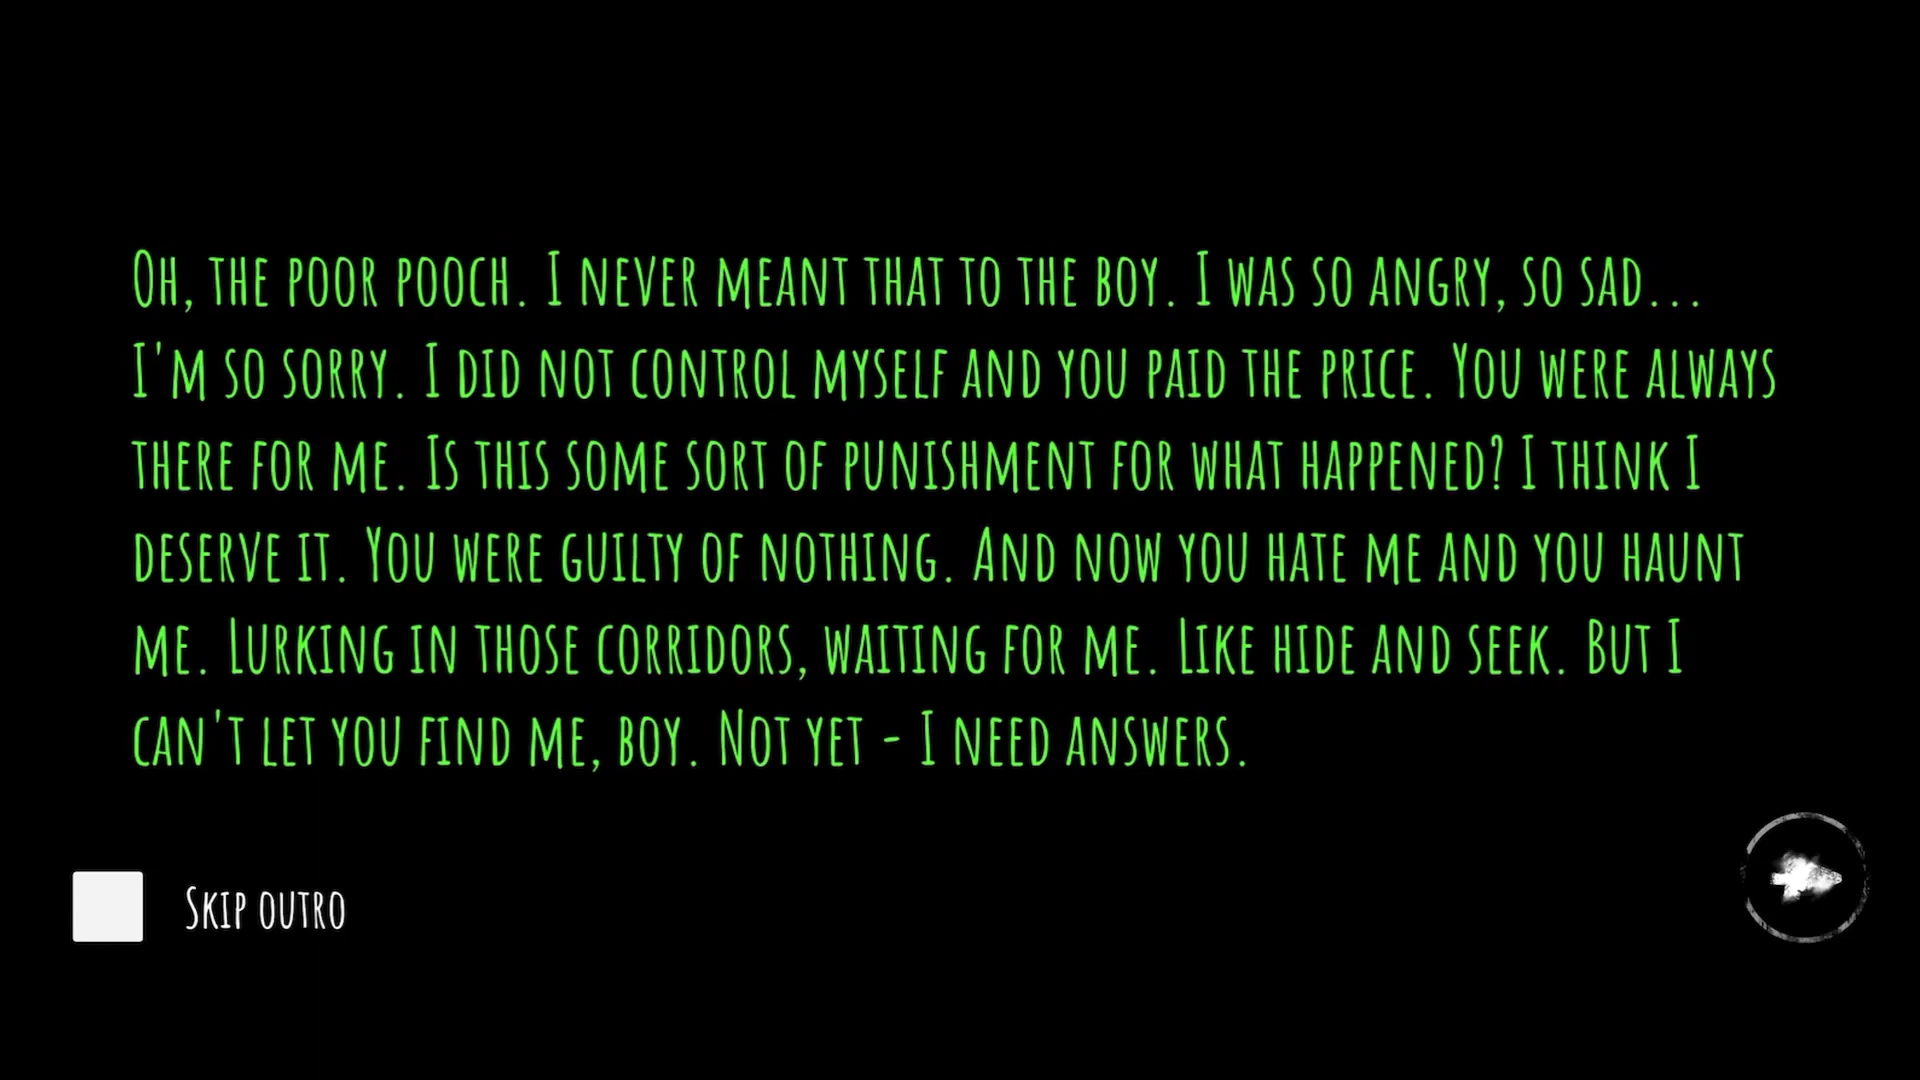 Oh, the poor pooch. I never meant that to the boy. I was so angry, so sad...
I'm so sorry. I did not control myself and you paid the price. You were always
there for me. Is this some sort of punishment for what happened? I think I
deserve it. You were guilty of nothing. And now you hate me and you haunt
me. Lurking in those corridors, waiting for me. Like hide and seek. But I
can't let you find me, boy. Not yet - I need answers.
Skip outro